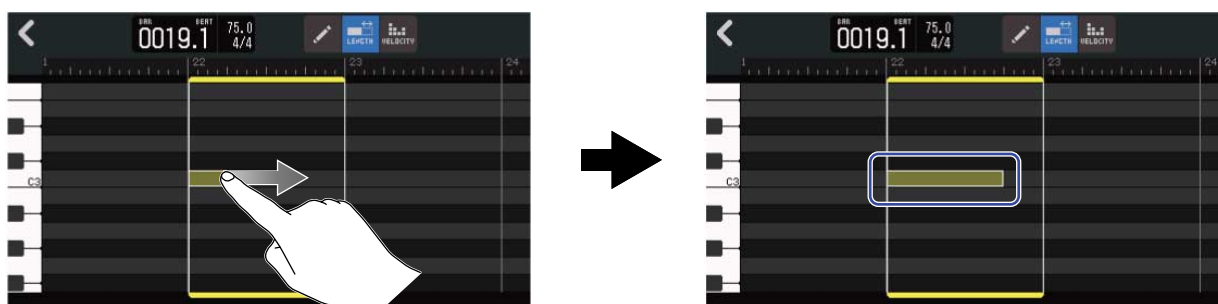 BAR BEAT
0019.1 75.0
4/4
LENGTH VELOCITY
1 22 23 24
C3
BAR BEAT
0019.1 75.0
4/4
LENGTH VELOCITY
1 22 23 24
C3